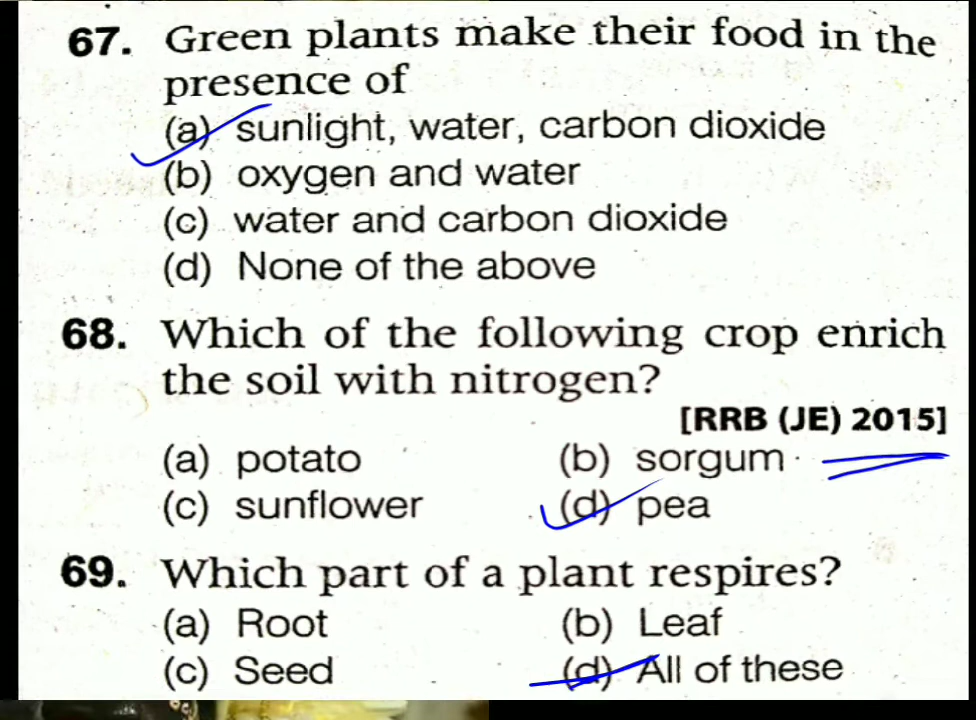 67. Green plants make their food in the
presence of
(a) sunlight, water, carbon dioxide
(b) oxygen and water
(c) water and carbon dioxide
(d) None of the above
68. Which of the following crop enrich
the soil with nitrogen?
[RRB (JE) 2015]
(a) potato (b) sorgum
(c) sunflower (d) pea
69. Which part of a plant respires?
(a) Root (b) Leaf
(c) Seed (d) All of these